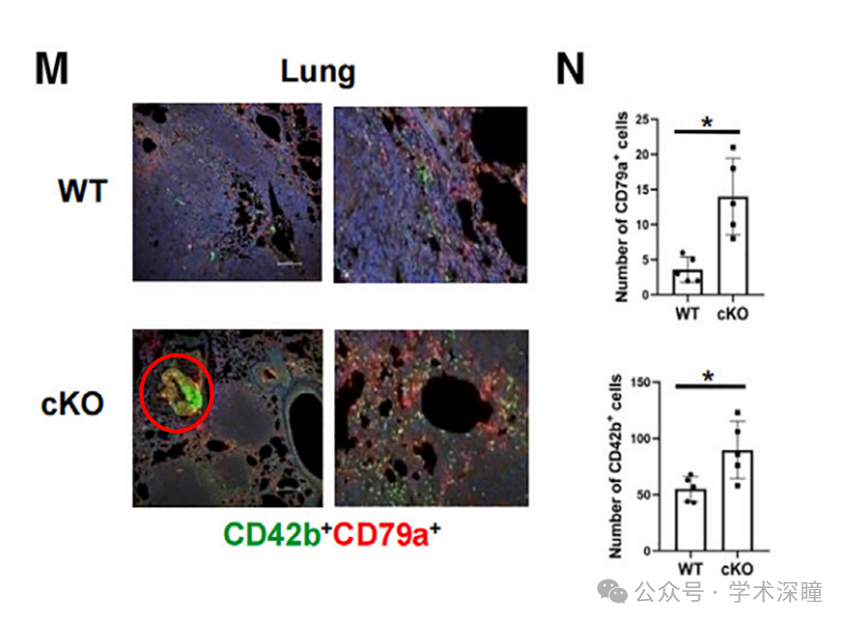 M
Lung
WT
cKO
CD42b⁺CD79a⁺
N
Number of CD79a⁺ cells
25
20
15
10
5
0
*
WT cKO
Number of CD42b⁺ cells
150
100
50
0
*
WT cKO
公众号 · 学术深瞳